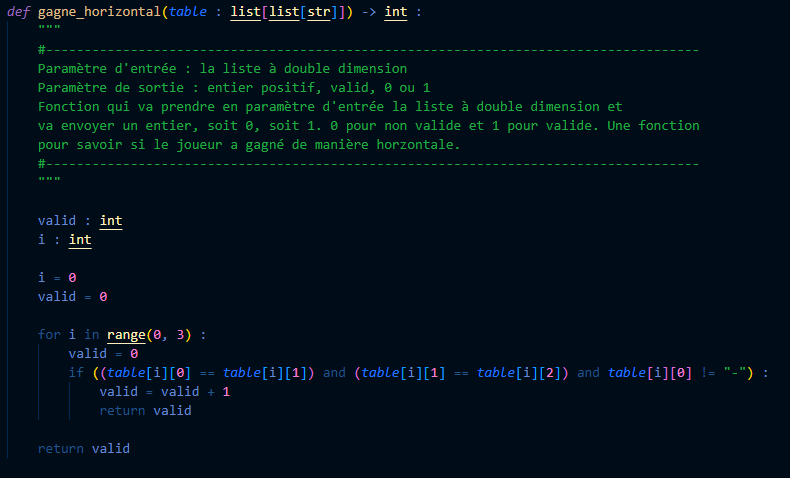 def gagne_horizontal(table : list[list[str]]) -> int :
    """
    #-------------------------------------------------------------------------------------
    Paramètre d'entrée : la liste à double dimension
    Paramètre de sortie : entier positif, valid, 0 ou 1
    Fonction qui va prendre en paramètre d'entrée la liste à double dimension et
    va envoyer un entier, soit 0, soit 1. 0 pour non valide et 1 pour valide. Une fonction
    pour savoir si le joueur a gagné de manière horzontale.
    #-------------------------------------------------------------------------------------
    """
    valid : int
    i : int
    i = 0
    valid = 0
    for i in range(0, 3) :
        valid = 0
        if ((table[i][0] == table[i][1]) and (table[i][1] == table[i][2]) and table[i][0] != "-") :
            valid = valid + 1
            return valid
    return valid